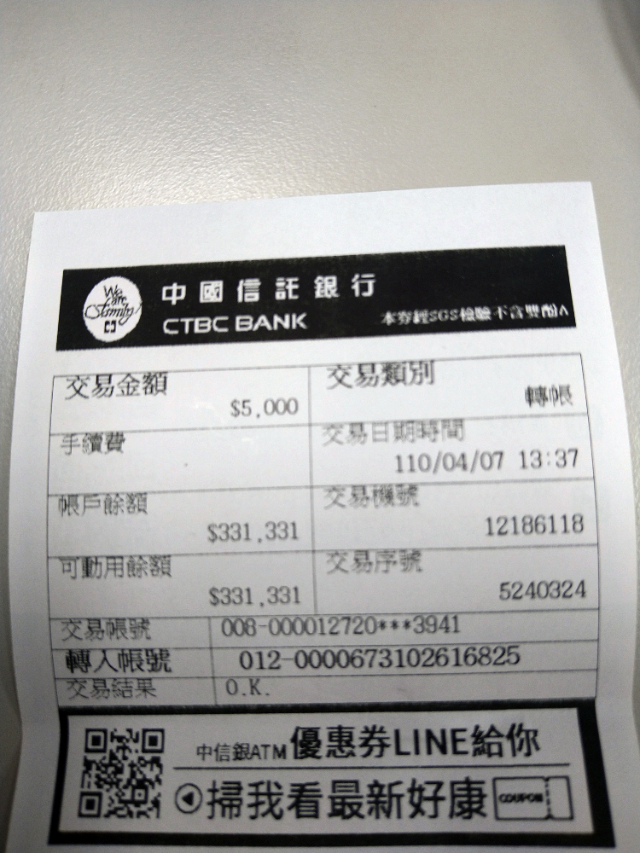 We are Family
中國信託銀行
CTBC BANK
本券經SGS檢驗不含雙酚A
交易金額 $5,000
交易類別 轉帳
手續費
交易日期時間 110/04/07 13:37
帳戶餘額 $331,331
交易機號 12186118
可動用餘額 $331,331
交易序號 5240324
交易帳號 006-000012720***3941
轉入帳號 012-0000673102616825
交易結果 O.K.
中信銀ATM優惠券LINE給你
掃我看最新好康 COUPON